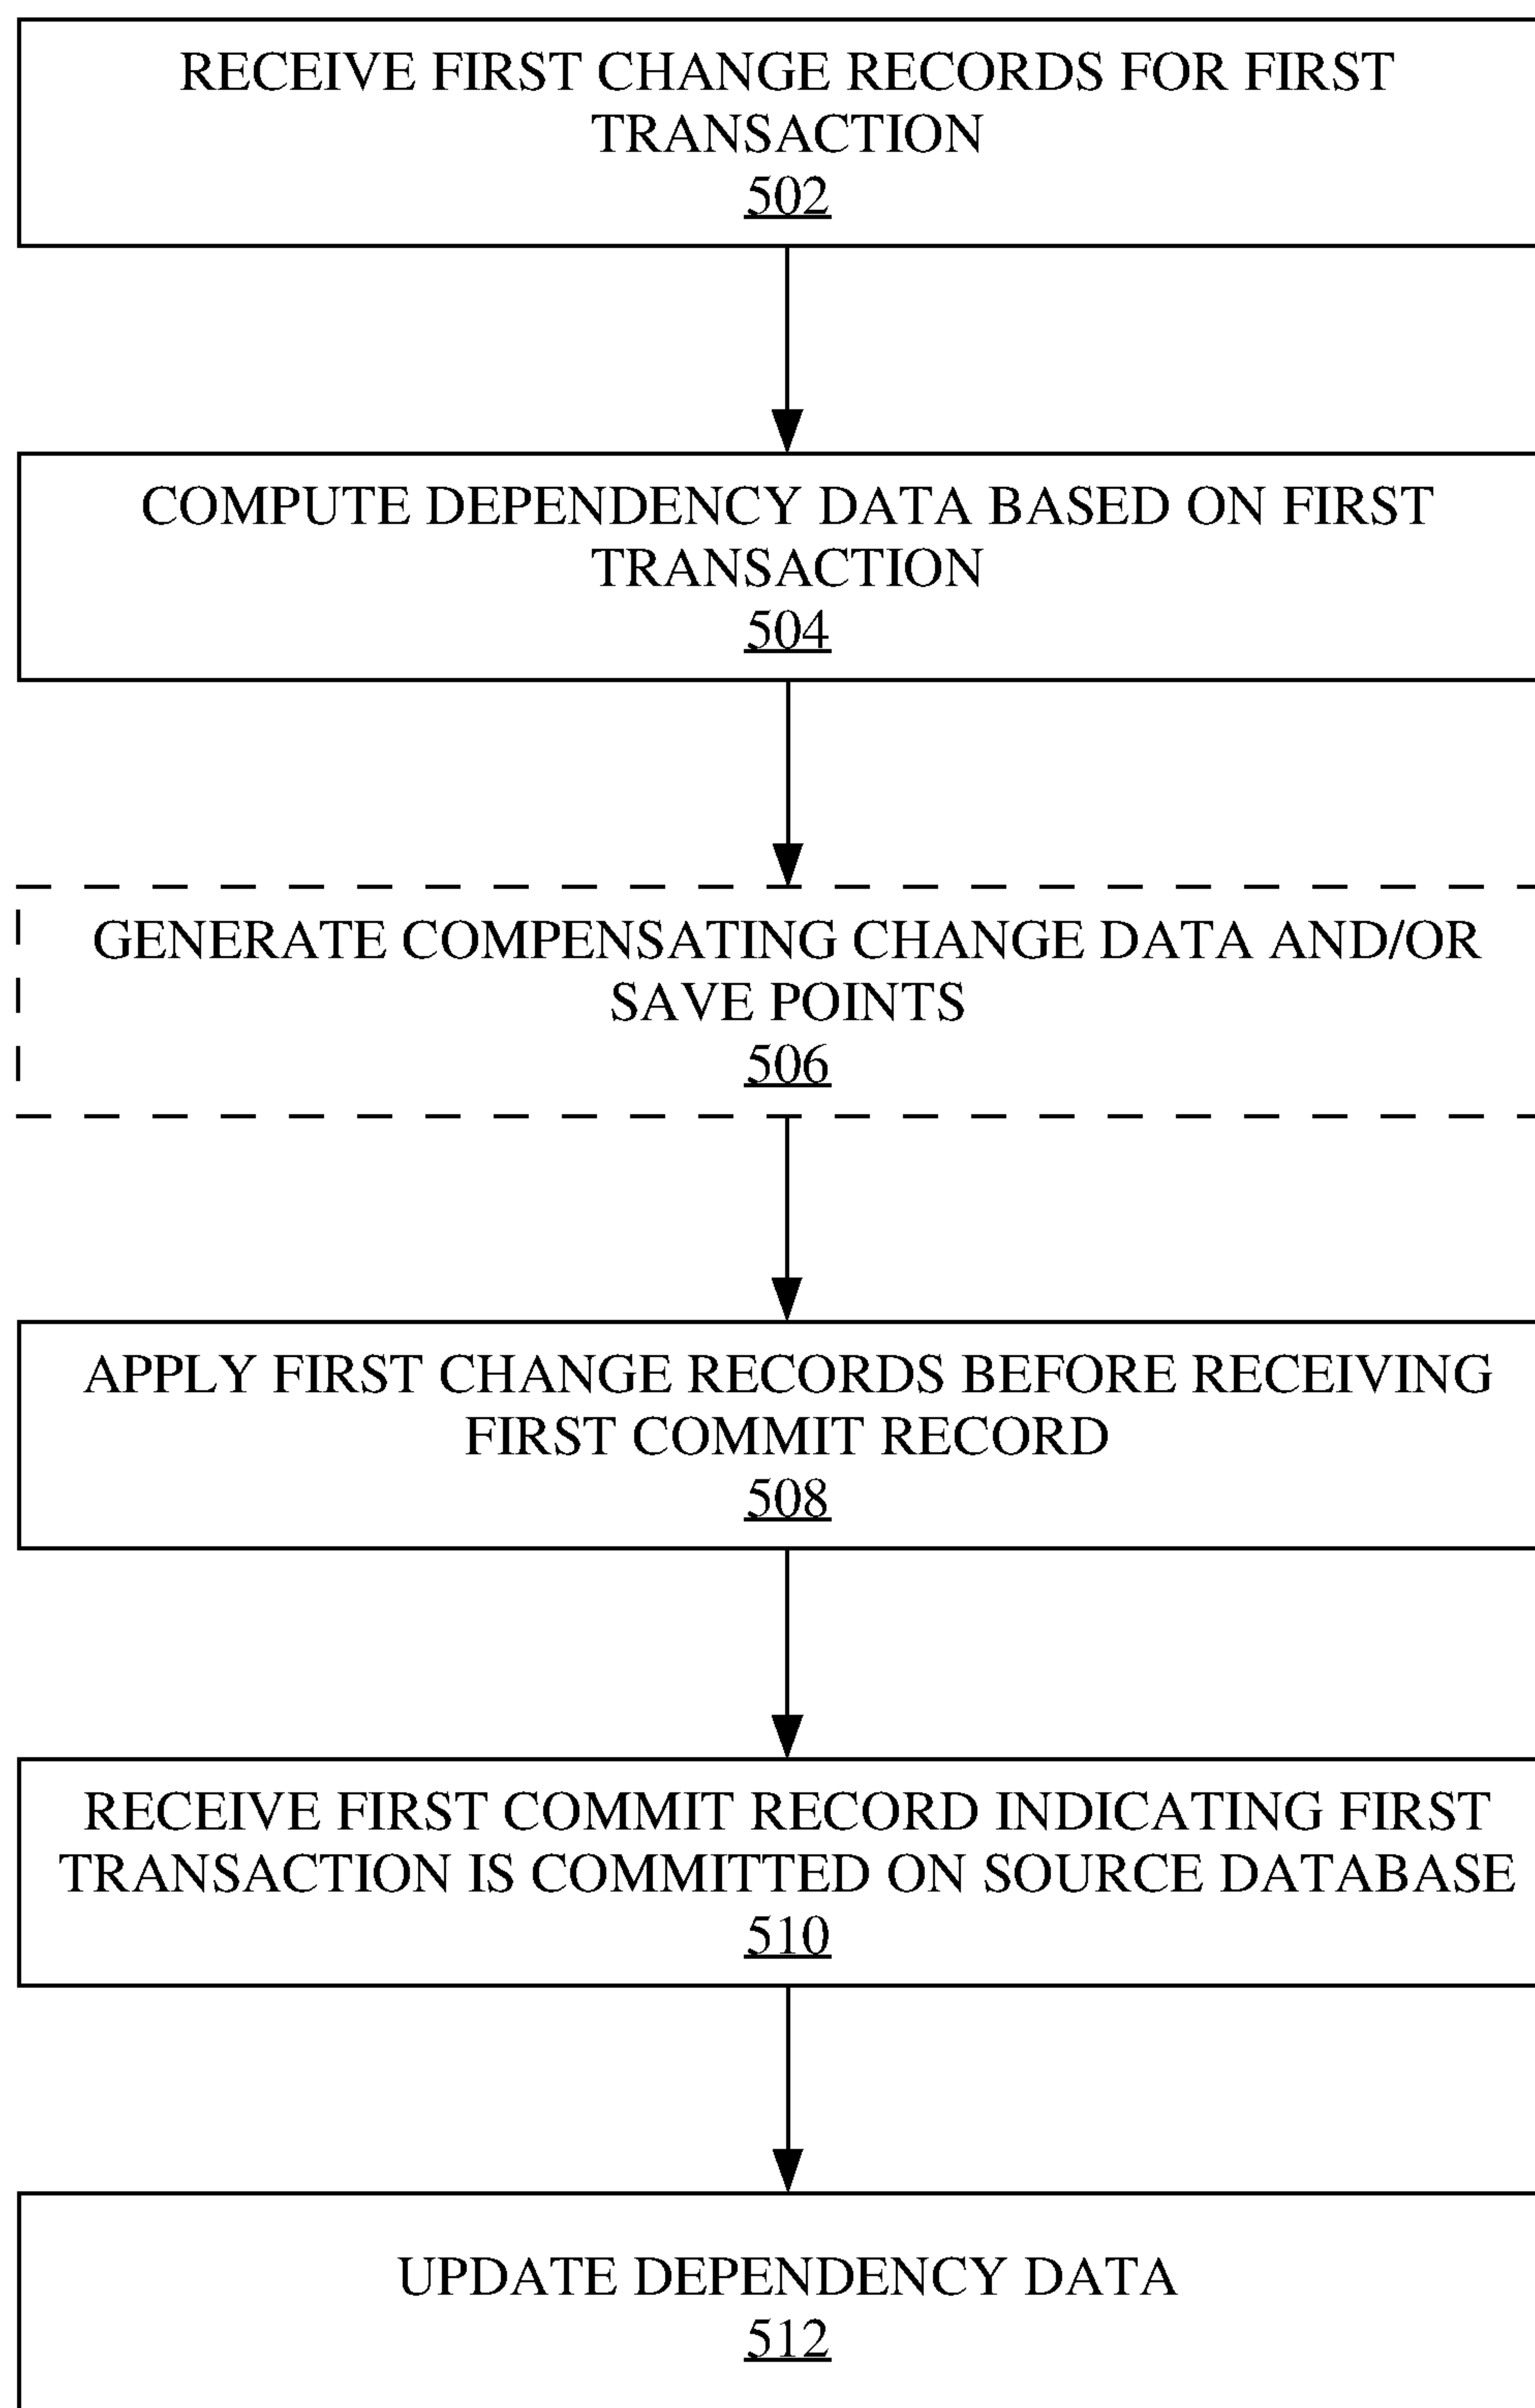 RECEIVE FIRST CHANGE RECORDS FOR FIRST
TRANSACTION
502
COMPUTE DEPENDENCY DATA BASED ON FIRST
TRANSACTION
504
GENERATE COMPENSATING CHANGE DATA AND/OR
SAVE POINTS
506
APPLY FIRST CHANGE RECORDS BEFORE RECEIVING
FIRST COMMIT RECORD
508
RECEIVE FIRST COMMIT RECORD INDICATING FIRST
TRANSACTION IS COMMITTED ON SOURCE DATABASE
510
UPDATE DEPENDENCY DATA
512